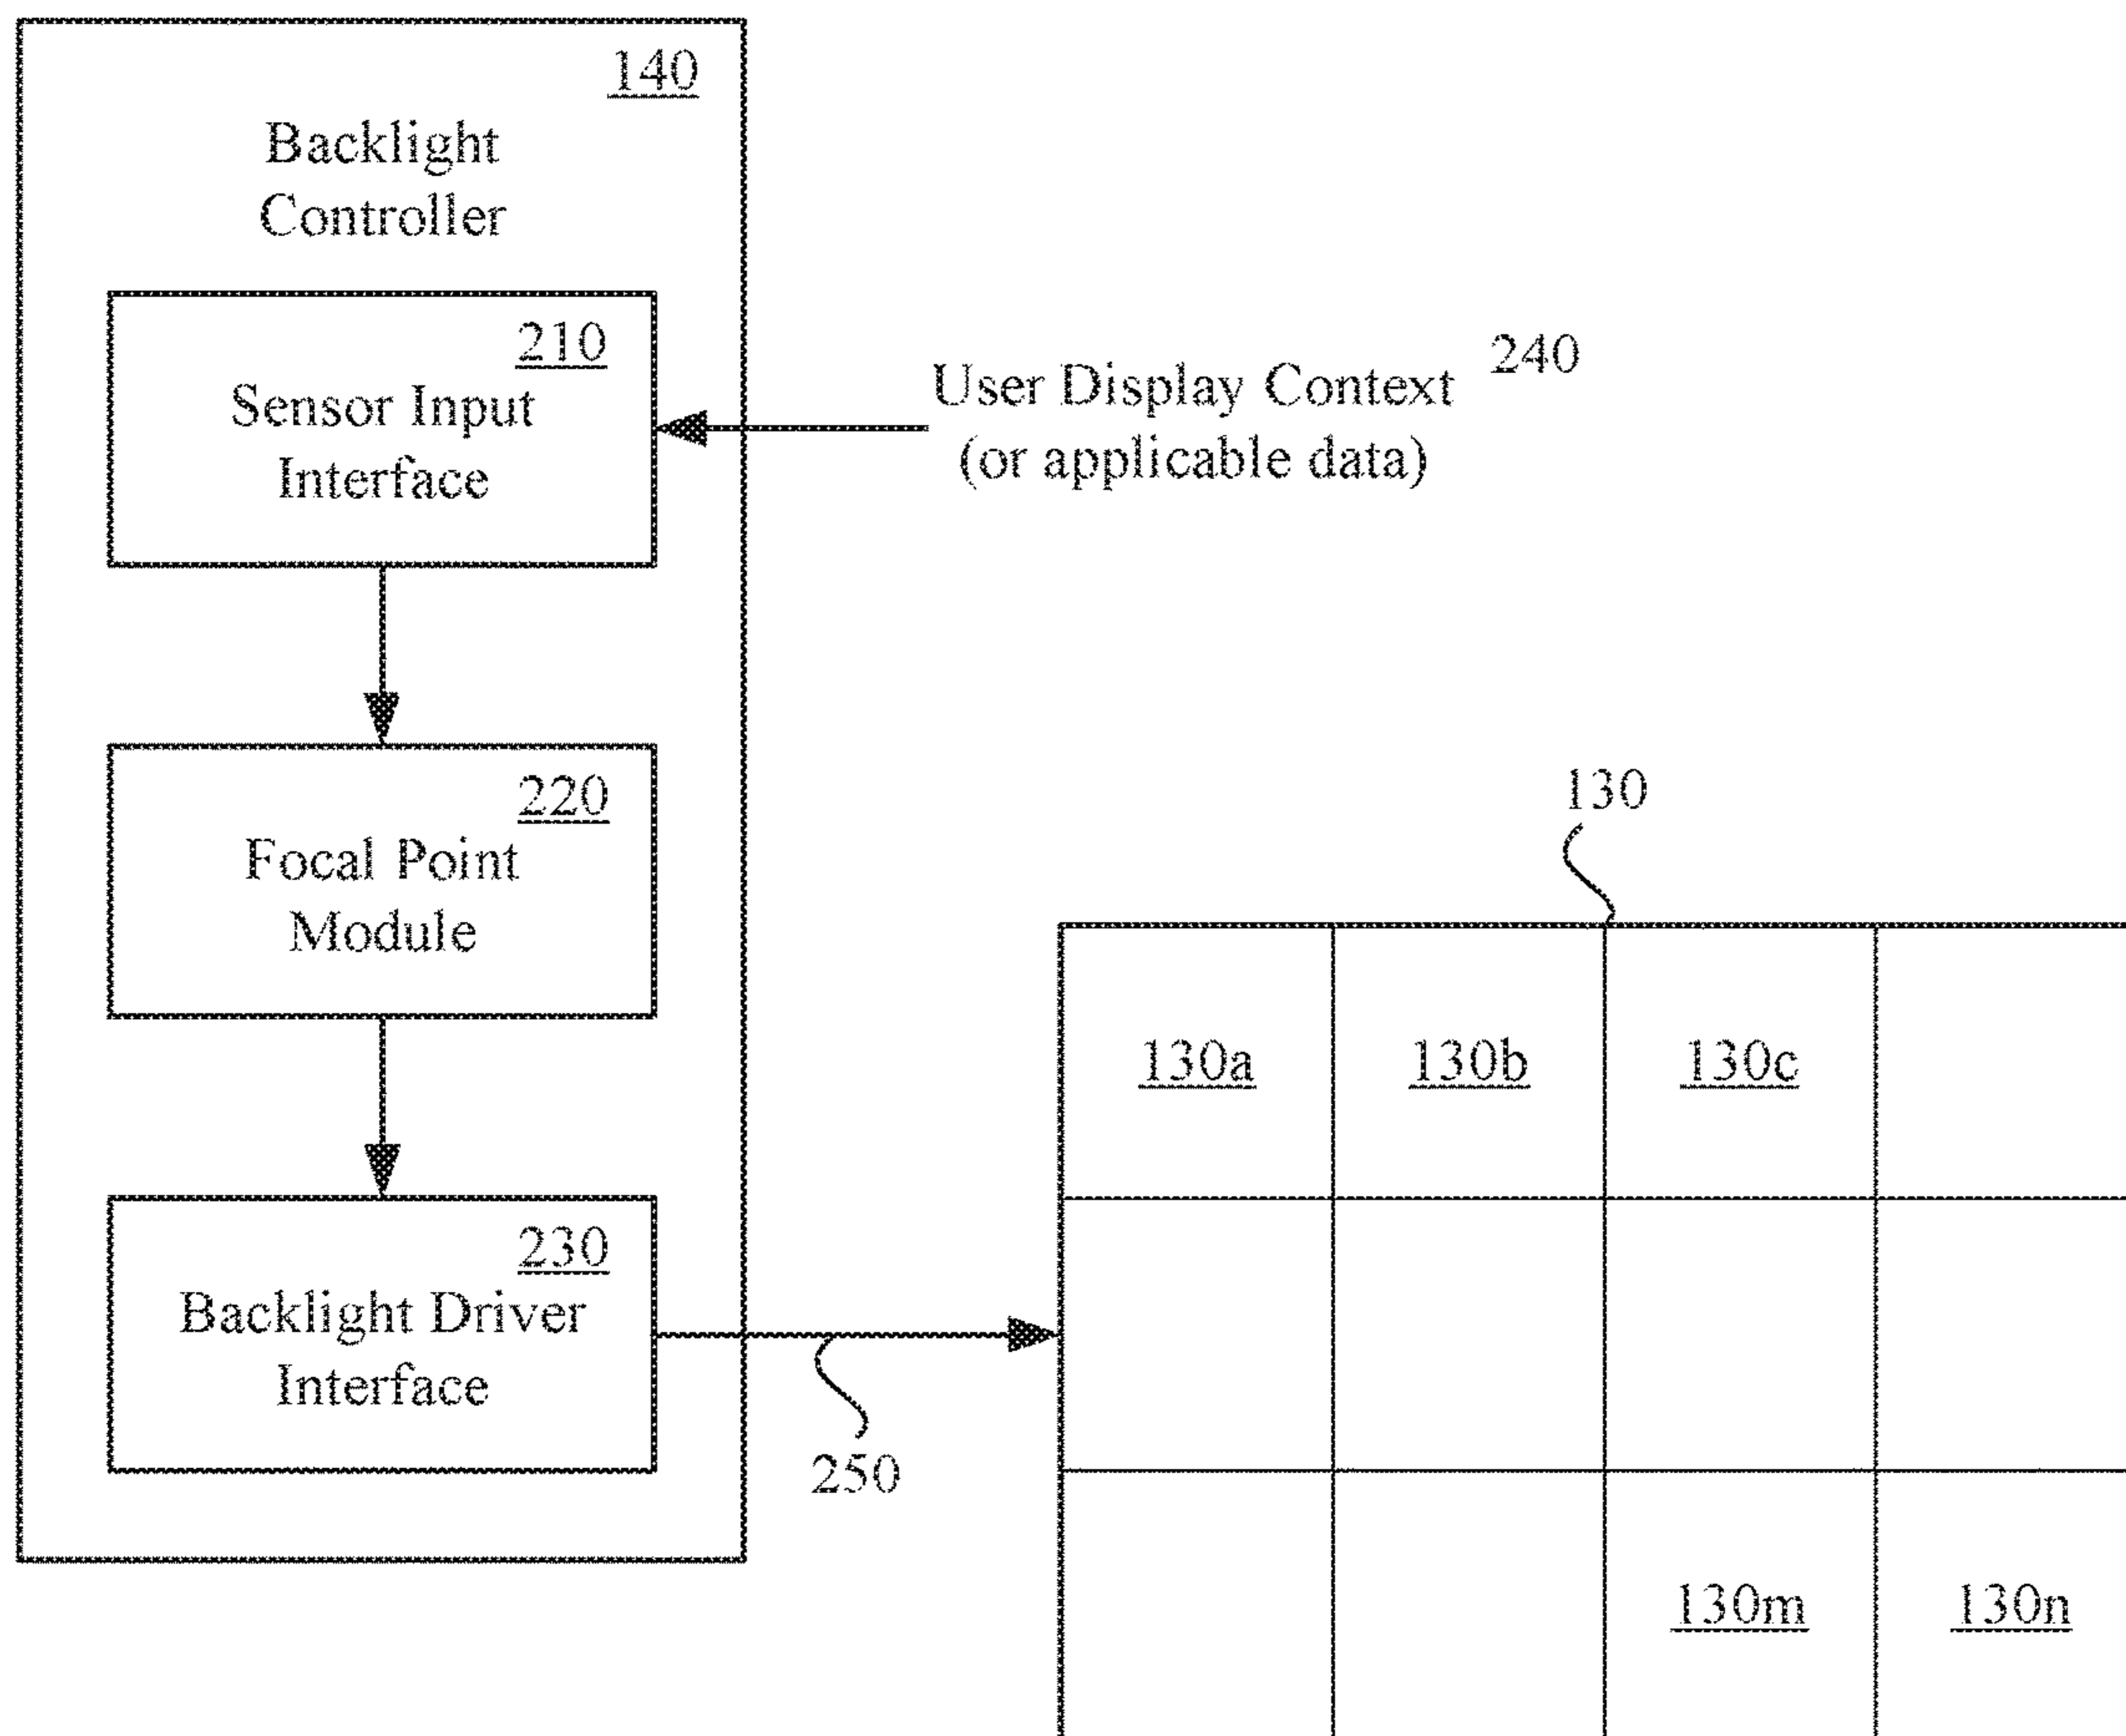 140
Backlight
Controller
210
Sensor Input
Interface
240
User Display Context
(or applicable data)
220
Focal Point
Module
130
130a 130b 130c
230
Backlight Driver
Interface
250
130m 130n